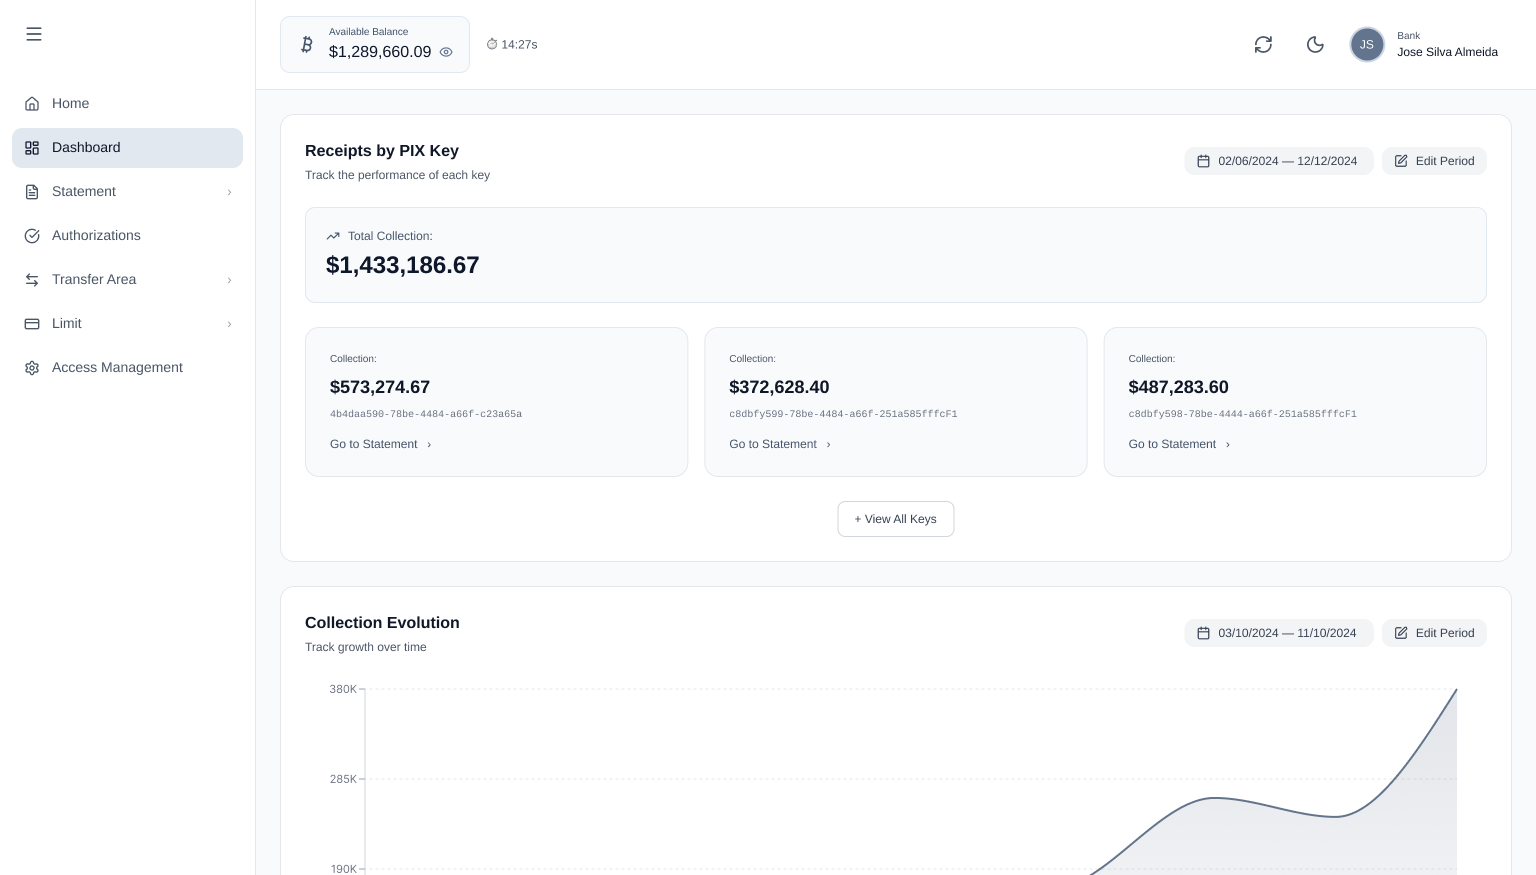 Available Balance
$1,289,660.09
14:27s
JS
Bank
Jose Silva Almeida
Home
Dashboard
Statement
Authorizations
Transfer Area
Limit
Access Management
Receipts by PIX Key
Track the performance of each key
02/06/2024 — 12/12/2024
Edit Period
Total Collection:
$1,433,186.67
Collection:
$573,274.67
4b4daa590-78be-4484-a66f-c23a65a
Go to Statement
Collection:
$372,628.40
c8dbfy599-78be-4484-a66f-251a585fffcF1
Go to Statement
Collection:
$487,283.60
c8dbfy598-78be-4444-a66f-251a585fffcF1
Go to Statement
+ View All Keys
Collection Evolution
Track growth over time
03/10/2024 — 11/10/2024
Edit Period
380K
285K
190K